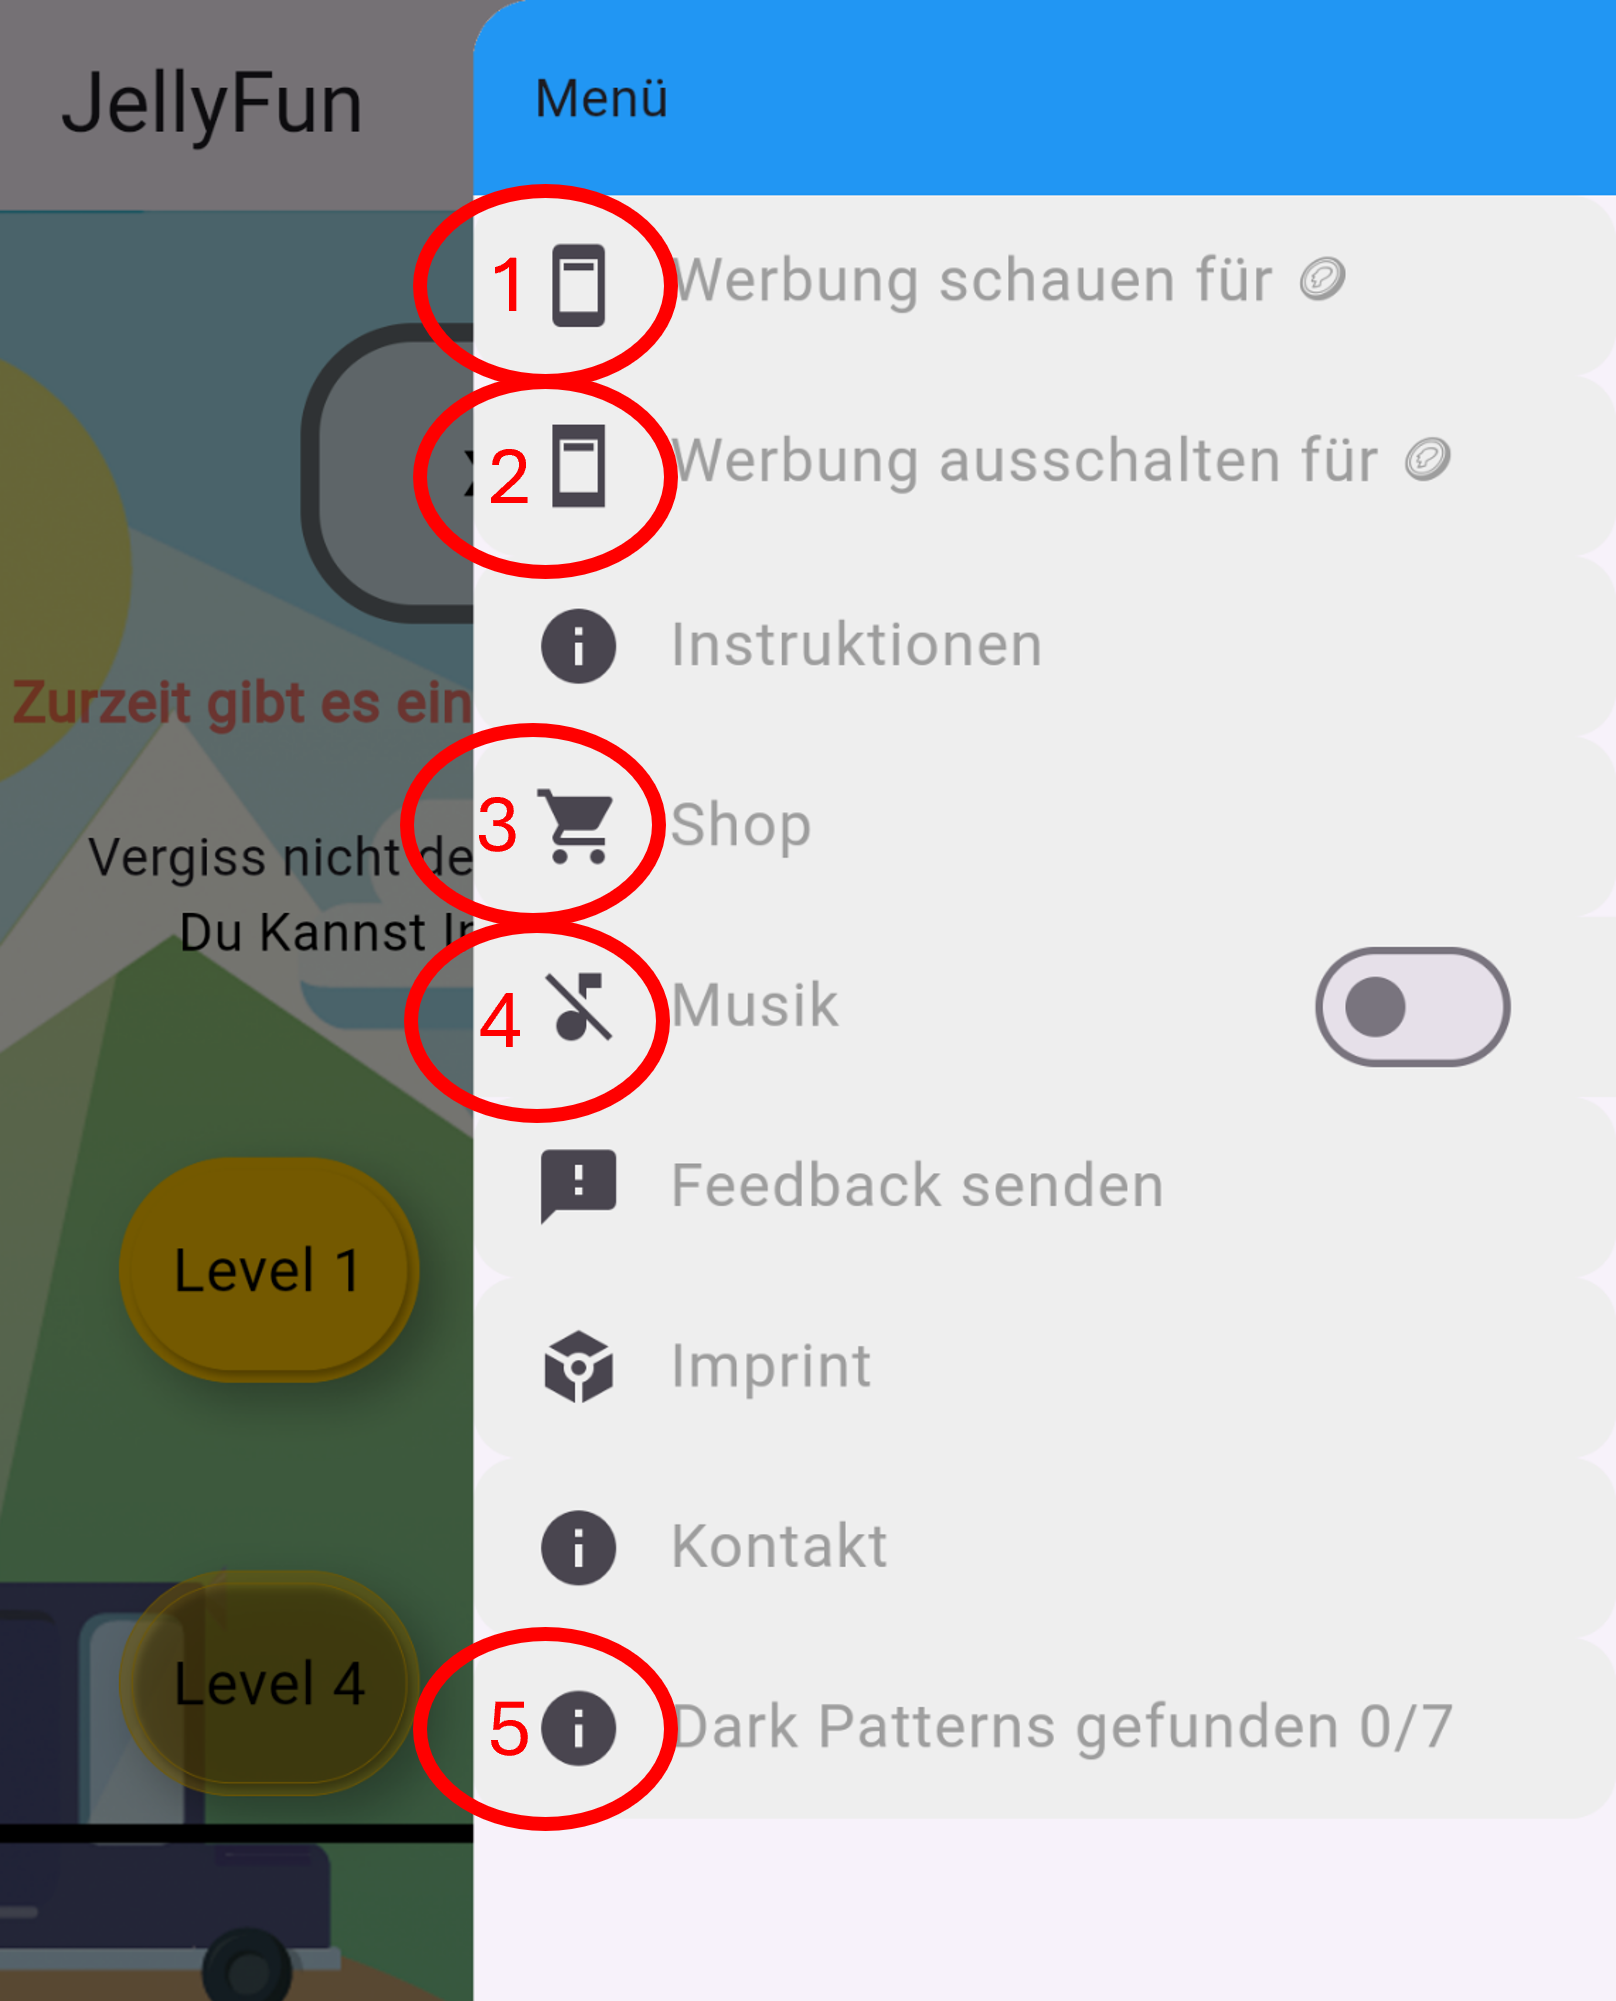 JellyFun
Menü
1 Werbung schauen für
2 Werbung ausschalten für
Instruktionen
Zurzeit gibt es ein
3 Shop
Vergiss nicht de
Du Kannst
4 Musik
Feedback senden
Level 1
Imprint
Kontakt
Level 4
5 Dark Patterns gefunden 0/7